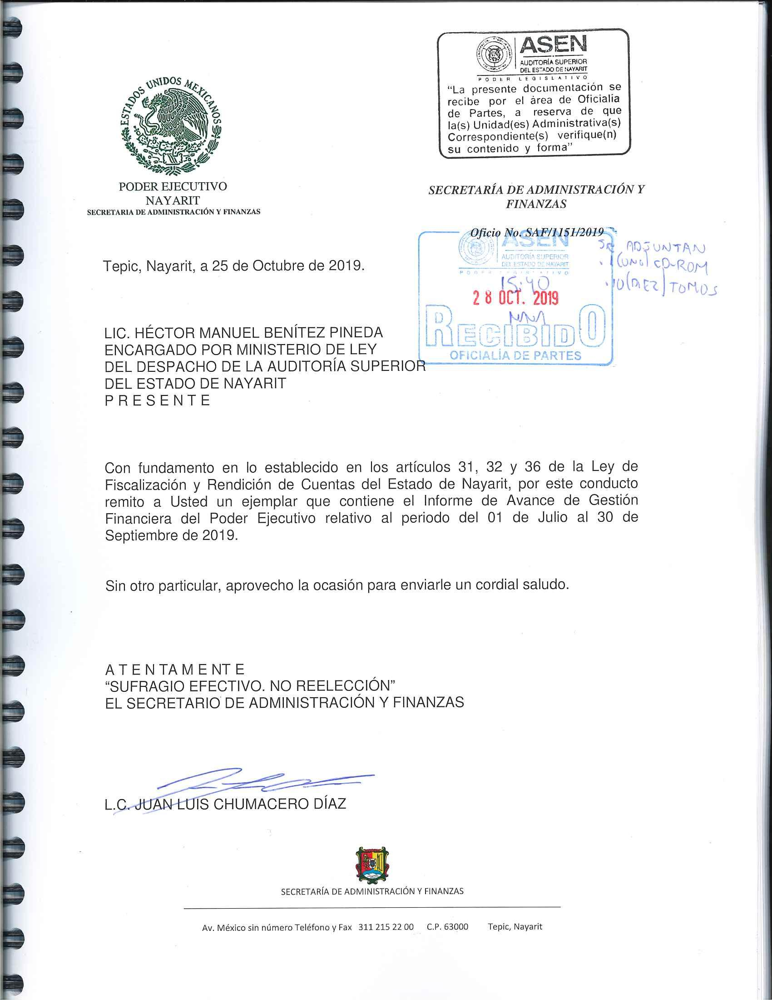 ASEN
AUDITORÍA SUPERIOR
DEL ESTADO DE NAYARIT
PODER LEGISLATIVO
“La presente documentación se
recibe por el área de Oficialía
de Partes, a reserva de que
la(s) Unidad(es) Administrativa(s)
Correspondiente(s) verifique(n)
su contenido y forma”
ESTADOS UNIDOS MEXICANOS
PODER EJECUTIVO
NAYARIT
SECRETARIA DE ADMINISTRACIÓN Y FINANZAS
SECRETARÍA DE ADMINISTRACIÓN Y
FINANZAS
Oficio No. SAF/1151/2019
ASEN
AUDITORÍA SUPERIOR
DEL ESTADO DE NAYARIT
PODER LEGISLATIVO
15:40
28 OCT. 2019
RECIBIDO
OFICIALÍA DE PARTES
SE ADJUNTAN
. 1 (UNO) CD-ROM
. 10 (DIEZ) TOMOS
Tepic, Nayarit, a 25 de Octubre de 2019.
LIC. HÉCTOR MANUEL BENÍTEZ PINEDA
ENCARGADO POR MINISTERIO DE LEY
DEL DESPACHO DE LA AUDITORÍA SUPERIOR
DEL ESTADO DE NAYARIT
P R E S E N T E
Con fundamento en lo establecido en los artículos 31, 32 y 36 de la Ley de
Fiscalización y Rendición de Cuentas del Estado de Nayarit, por este conducto
remito a Usted un ejemplar que contiene el Informe de Avance de Gestión
Financiera del Poder Ejecutivo relativo al periodo del 01 de Julio al 30 de
Septiembre de 2019.
Sin otro particular, aprovecho la ocasión para enviarle un cordial saludo.
A T E N TA M E NT E
“SUFRAGIO EFECTIVO. NO REELECCIÓN”
EL SECRETARIO DE ADMINISTRACIÓN Y FINANZAS
L.C. JUAN LUIS CHUMACERO DÍAZ
SECRETARÍA DE ADMINISTRACIÓN Y FINANZAS
Av. México sin número Teléfono y Fax 311 215 22 00 C.P. 63000 Tepic, Nayarit